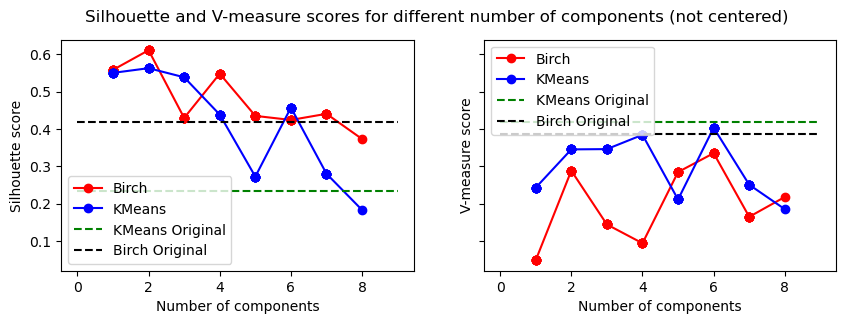 Silhouette and V-measure scores for different number of components (not centered)
Silhouette score
0.6
0.5
0.4
0.3
0.2
0.1
Birch
KMeans
KMeans Original
Birch Original
0 2 4 6 8
Number of components
V-measure score
Birch
KMeans
KMeans Original
Birch Original
0 2 4 6 8
Number of components